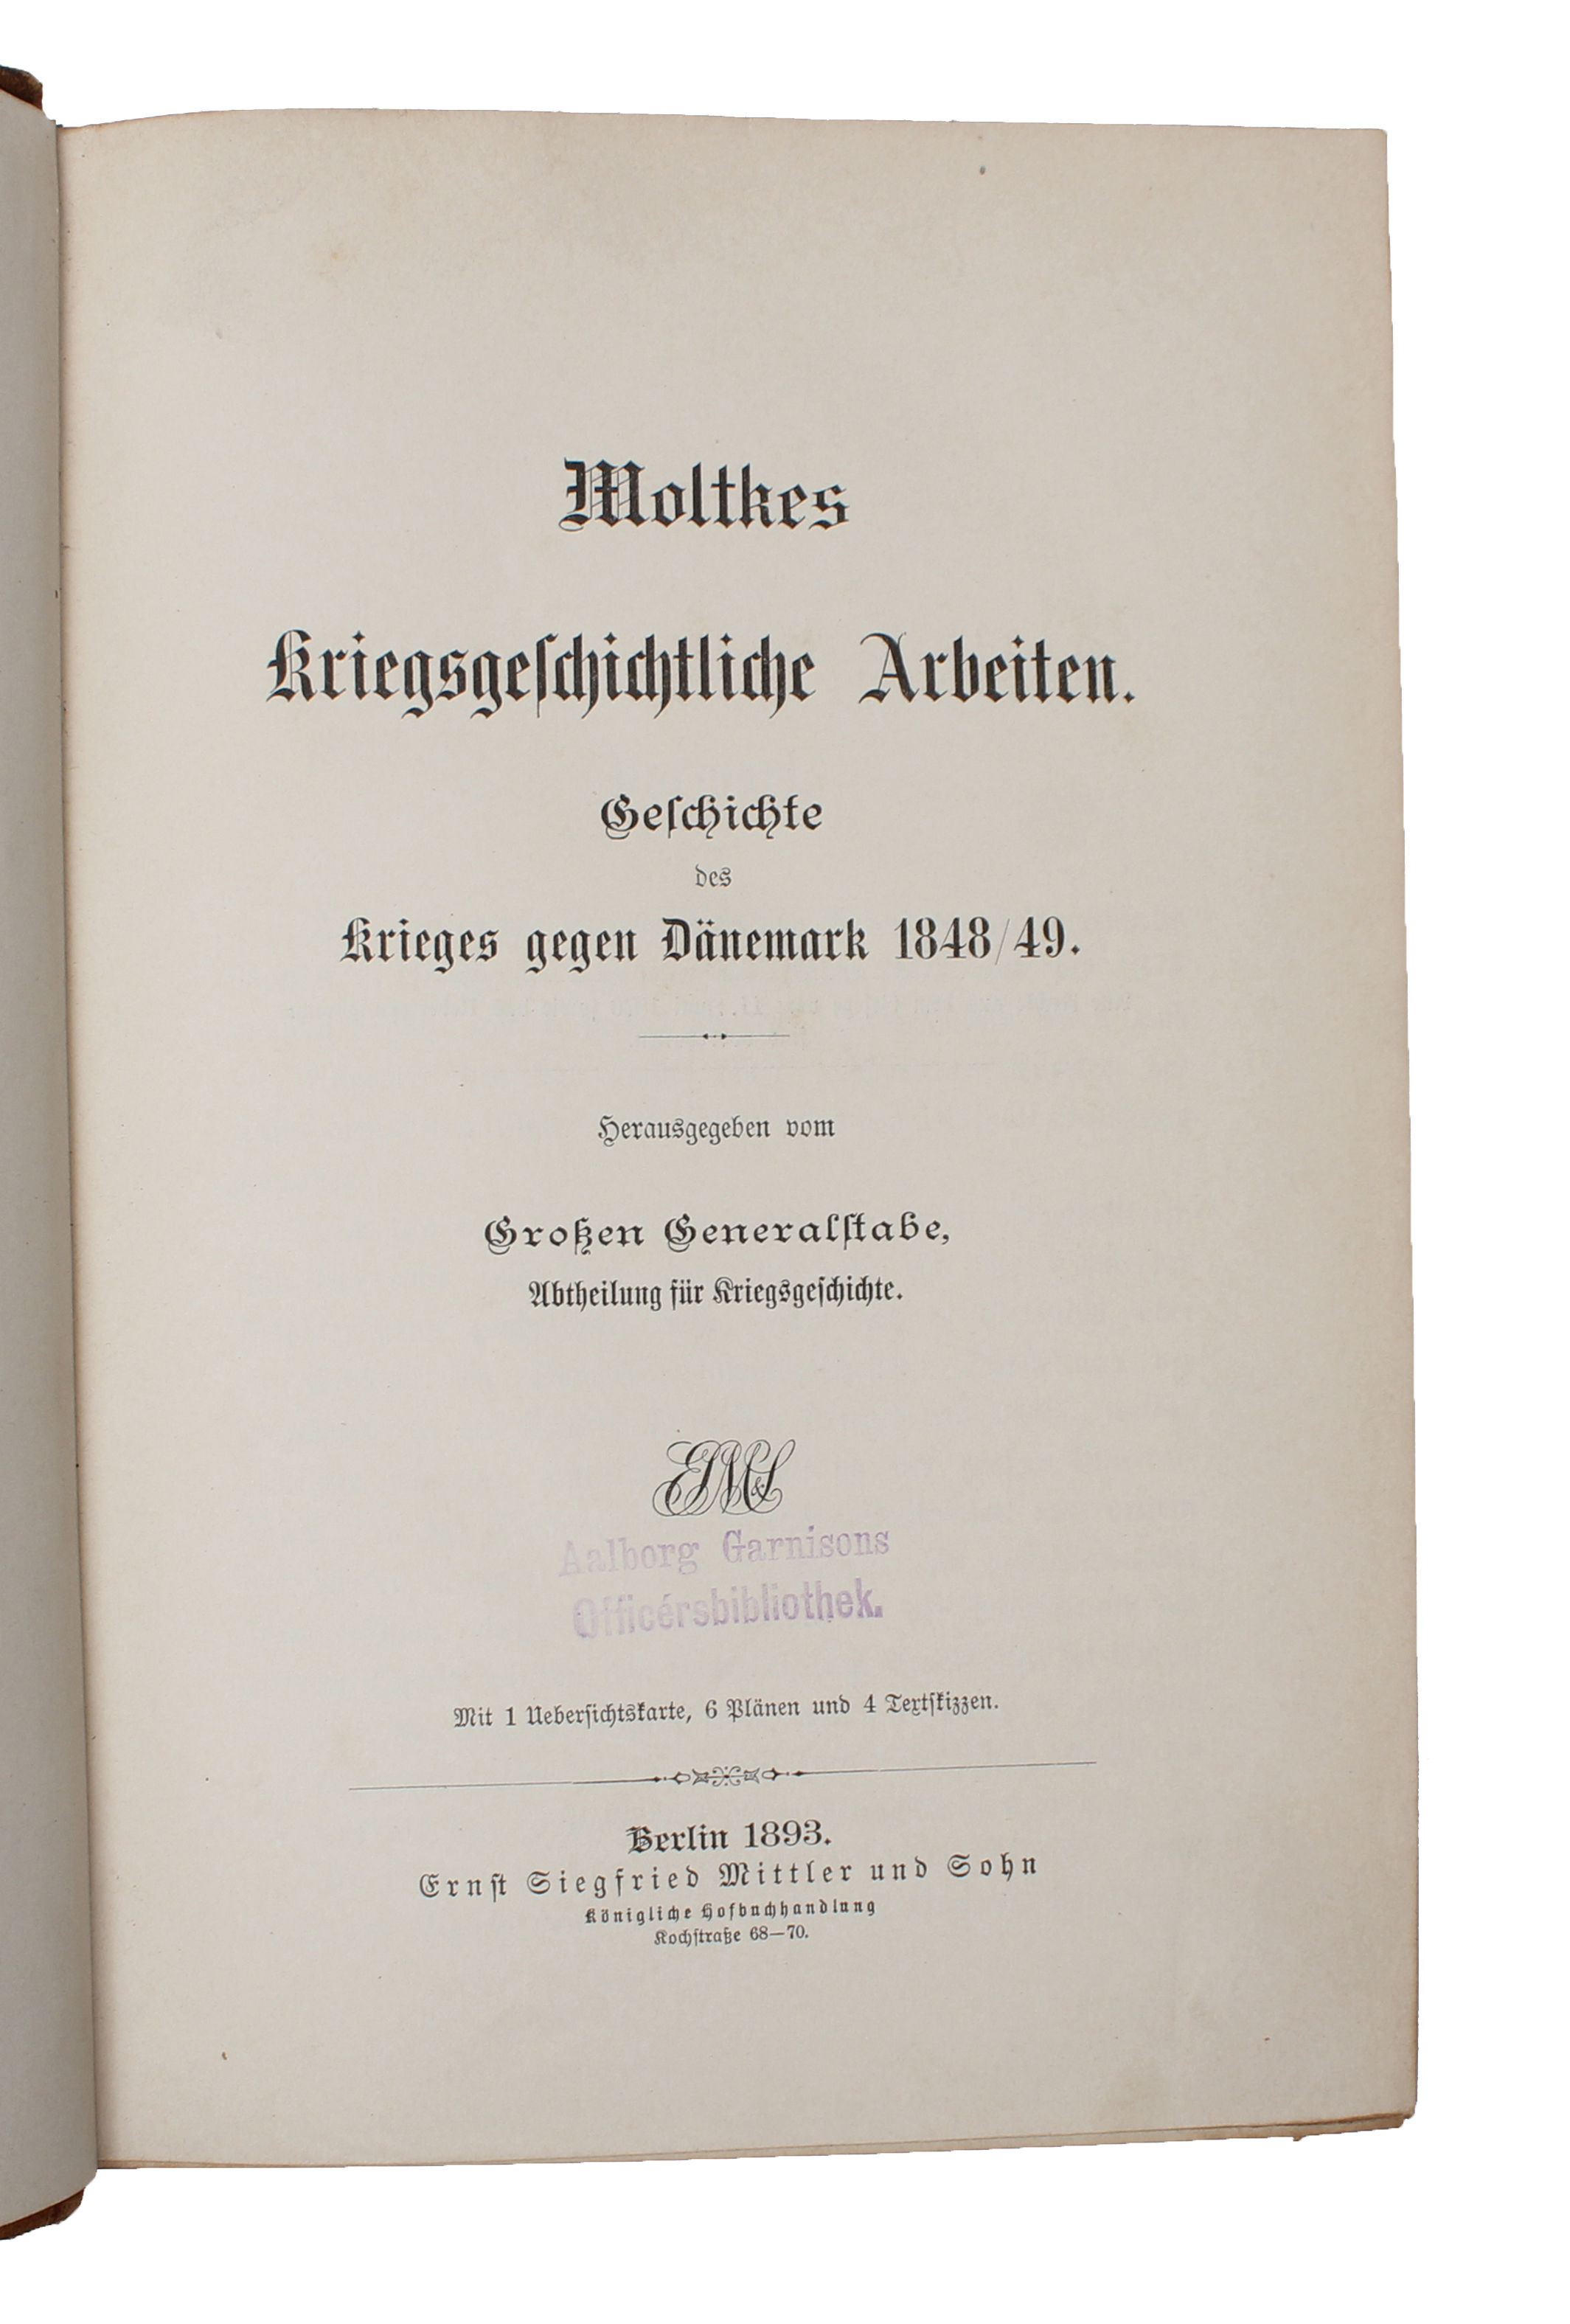 Moltkes
Kriegsgeſchichtliche Arbeiten.
Geſchichte
des
Krieges gegen Dänemark 1848/49.
Herausgegeben vom
Großen Generalſtabe,
Abtheilung für Kriegsgeſchichte.
ESM&S
Aalborg Garnisons
Officérsbibliothek.
Mit 1 Ueberſichtskarte, 6 Plänen und 4 Textſkizzen.
Berlin 1893.
Ernſt Siegfried Mittler und Sohn
Königliche Hofbuchhandlung
Kochſtraße 68—70.